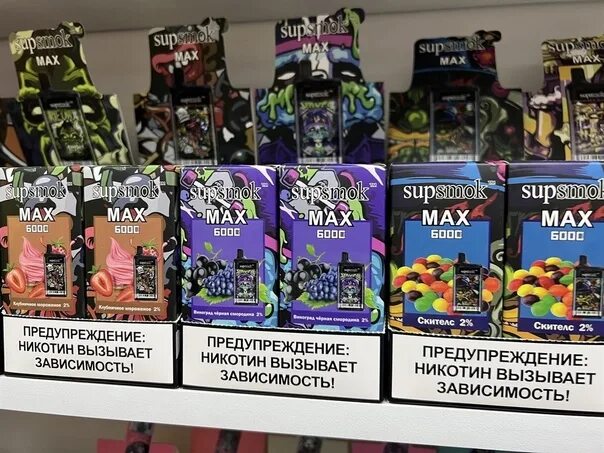 supsmok
MAX
supsmok
MAX
supsmok
MAX
supsmok
MAX
supsmok
MAX
supsmok
MAX
6000
Клубничное мороженое 2%
supsmok
MAX
6000
Клубничное мороженое 2%
supsmok
MAX
6000
Виноград чёрная смородина 2%
supsmok
MAX
6000
Виноград чёрная смородина 2%
supsmok
MAX
6000
Скителс 2%
supsmok
MAX
6000
Скителс 2%
ПРЕДУПРЕЖДЕНИЕ:
НИКОТИН ВЫЗЫВАЕТ
ЗАВИСИМОСТЬ!
ПРЕДУПРЕЖДЕНИЕ:
НИКОТИН ВЫЗЫВАЕТ
ЗАВИСИМОСТЬ!
ПРЕДУПРЕЖДЕНИЕ:
НИКОТИН ВЫЗЫВАЕТ
ЗАВИСИМОСТЬ!